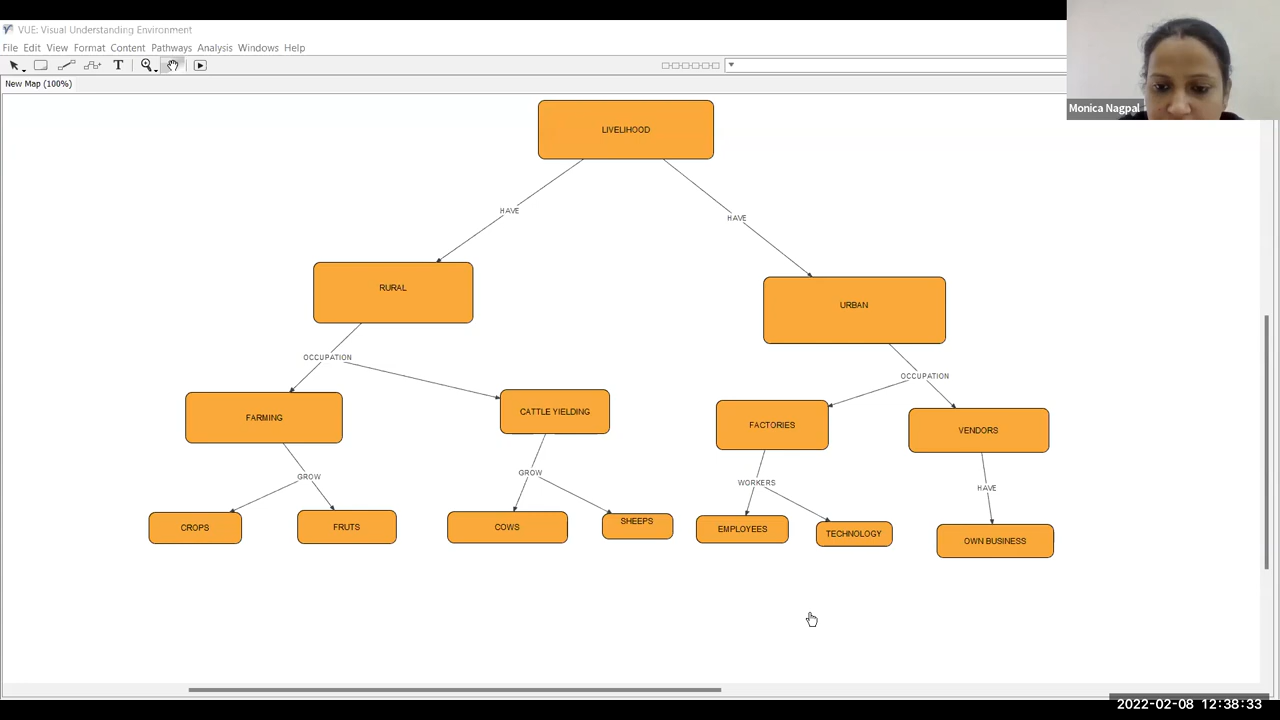 VUE: Visual Understanding Environment
File Edit View Format Content Pathways Analysis Windows Help
New Map (100%)
Monica Nagpal
LIVELIHOOD
HAVE
HAVE
RURAL
URBAN
OCCUPATION
OCCUPATION
FARMING
CATTLE YIELDING
FACTORIES
VENDORS
GROW
GROW
WORKERS
HAVE
CROPS
FRUTS
COWS
SHEEPS
EMPLOYEES
TECHNOLOGY
OWN BUSINESS
2022-02-08 12:38:33